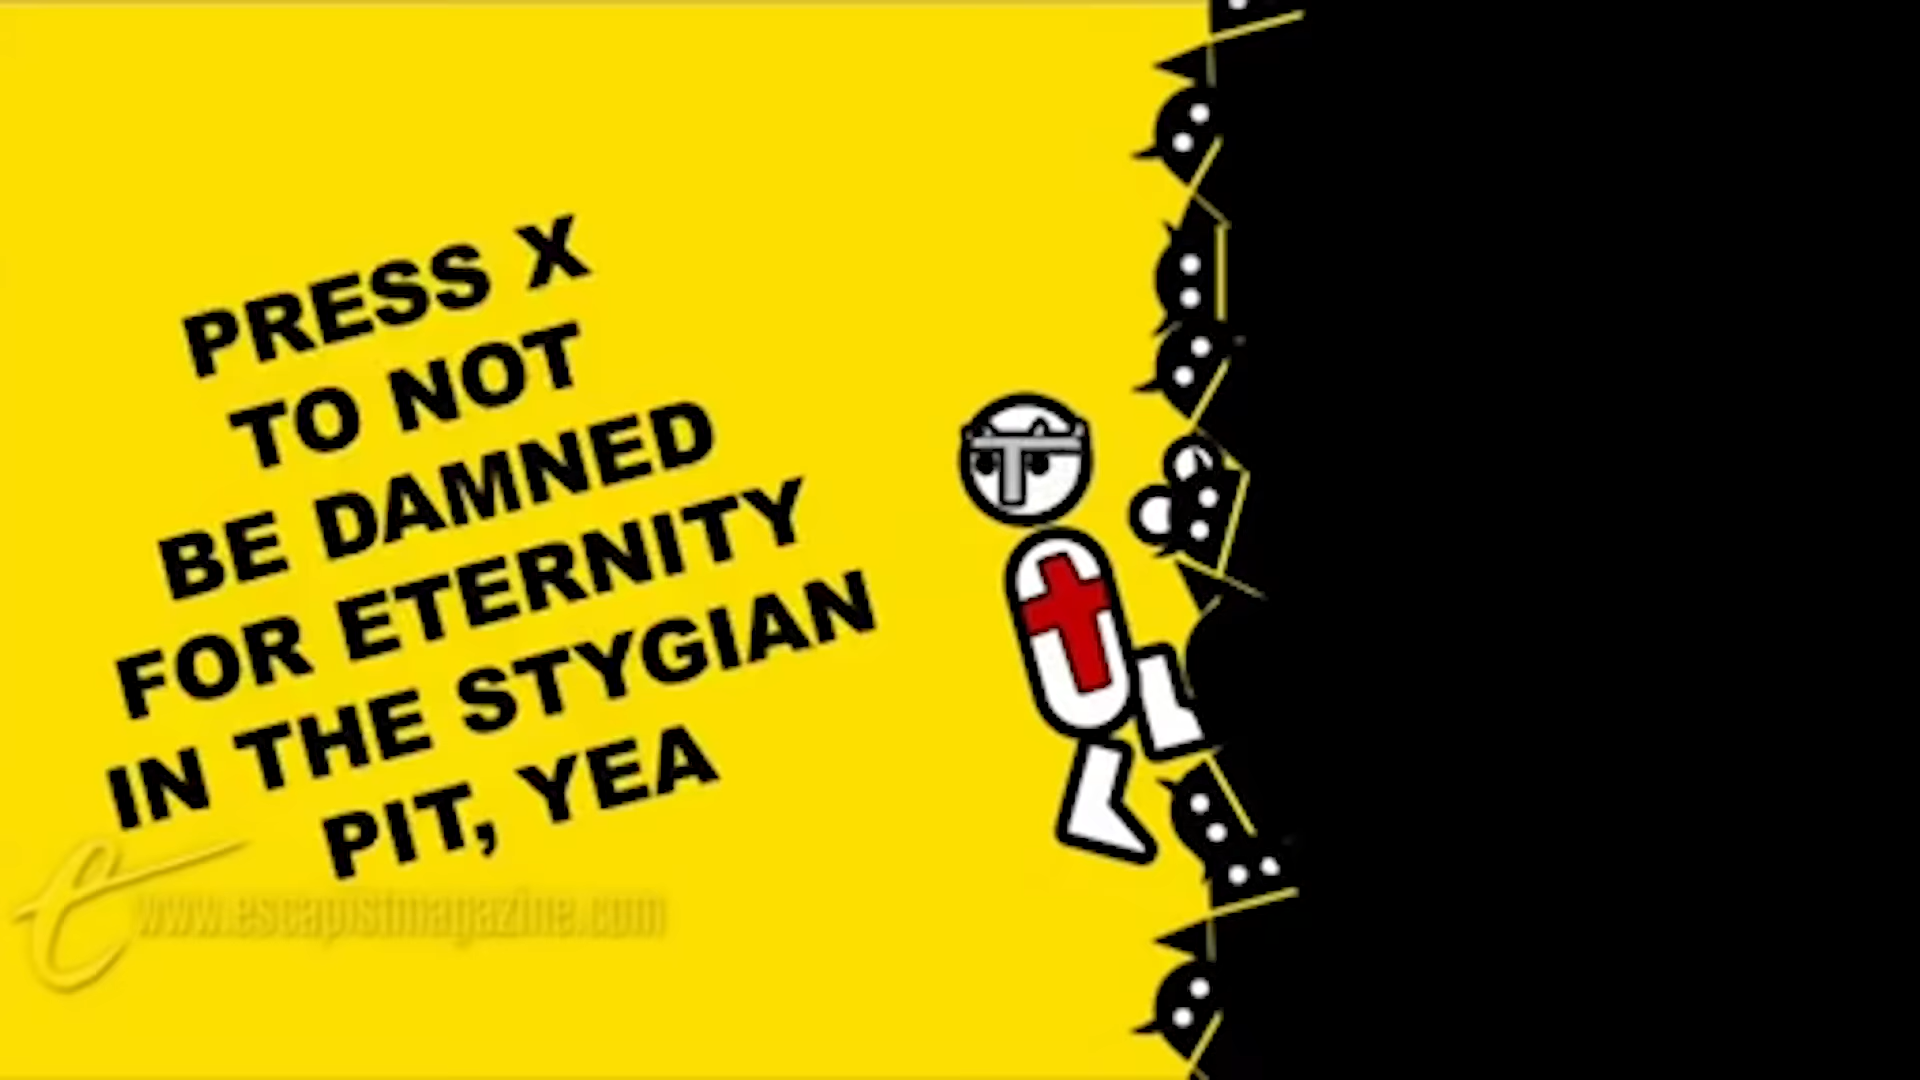 PRESS X
TO NOT
BE DAMNED
FOR ETERNITY
IN THE STYGIAN
PIT, YEA
www.escapistmagazine.com